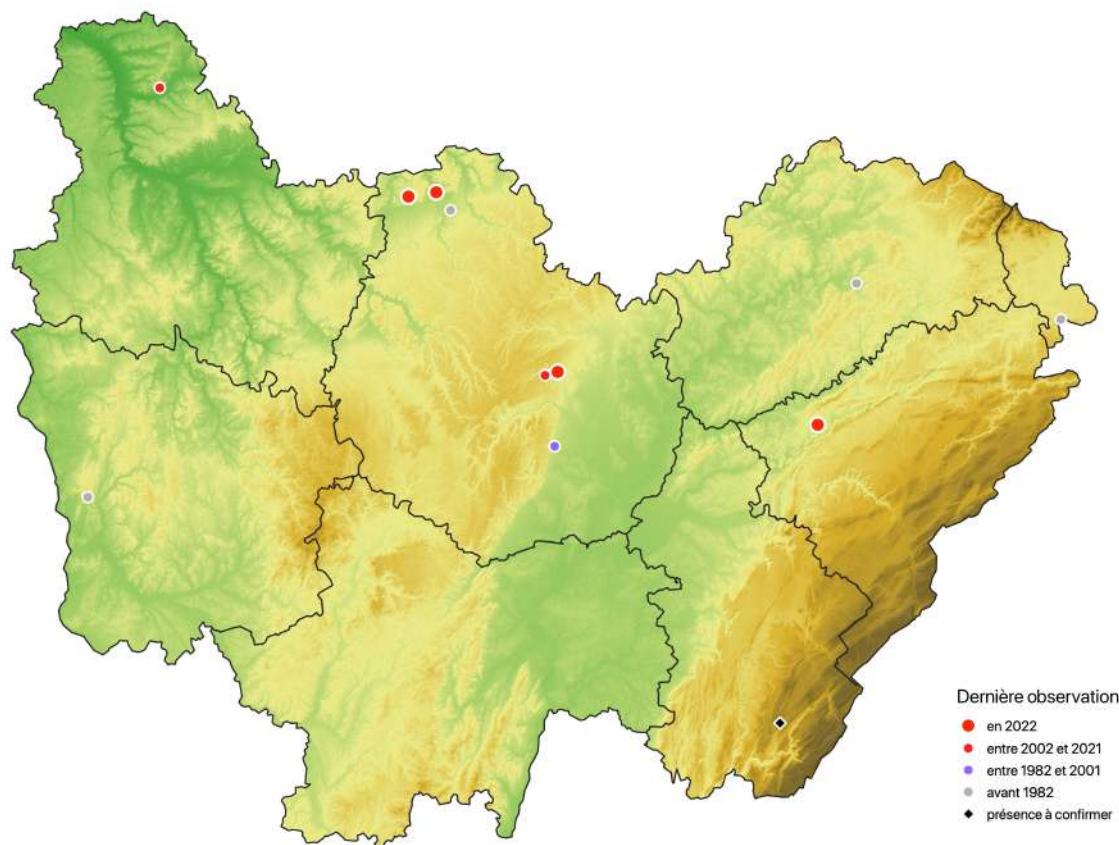 Dernière observation
en 2022
entre 2002 et 2021
entre 1982 et 2001
avant 1982
présence à confirmer